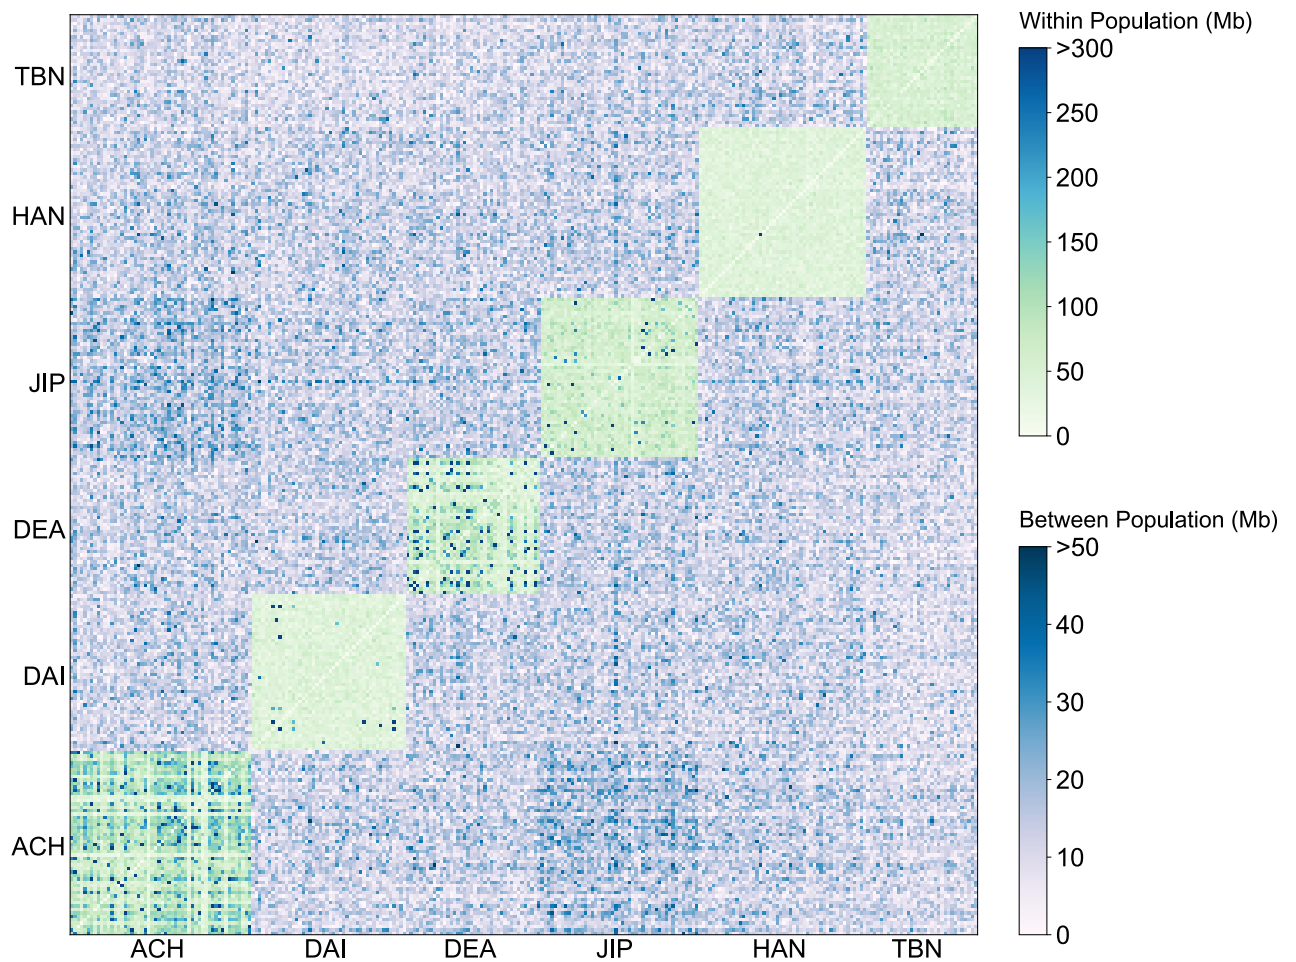 TBN
HAN
JIP
DEA
DAI
ACH
ACH DAI DEA JIP HAN TBN
Within Population (Mb)
>300
250
200
150
100
50
0
Between Population (Mb)
>50
40
30
20
10
0